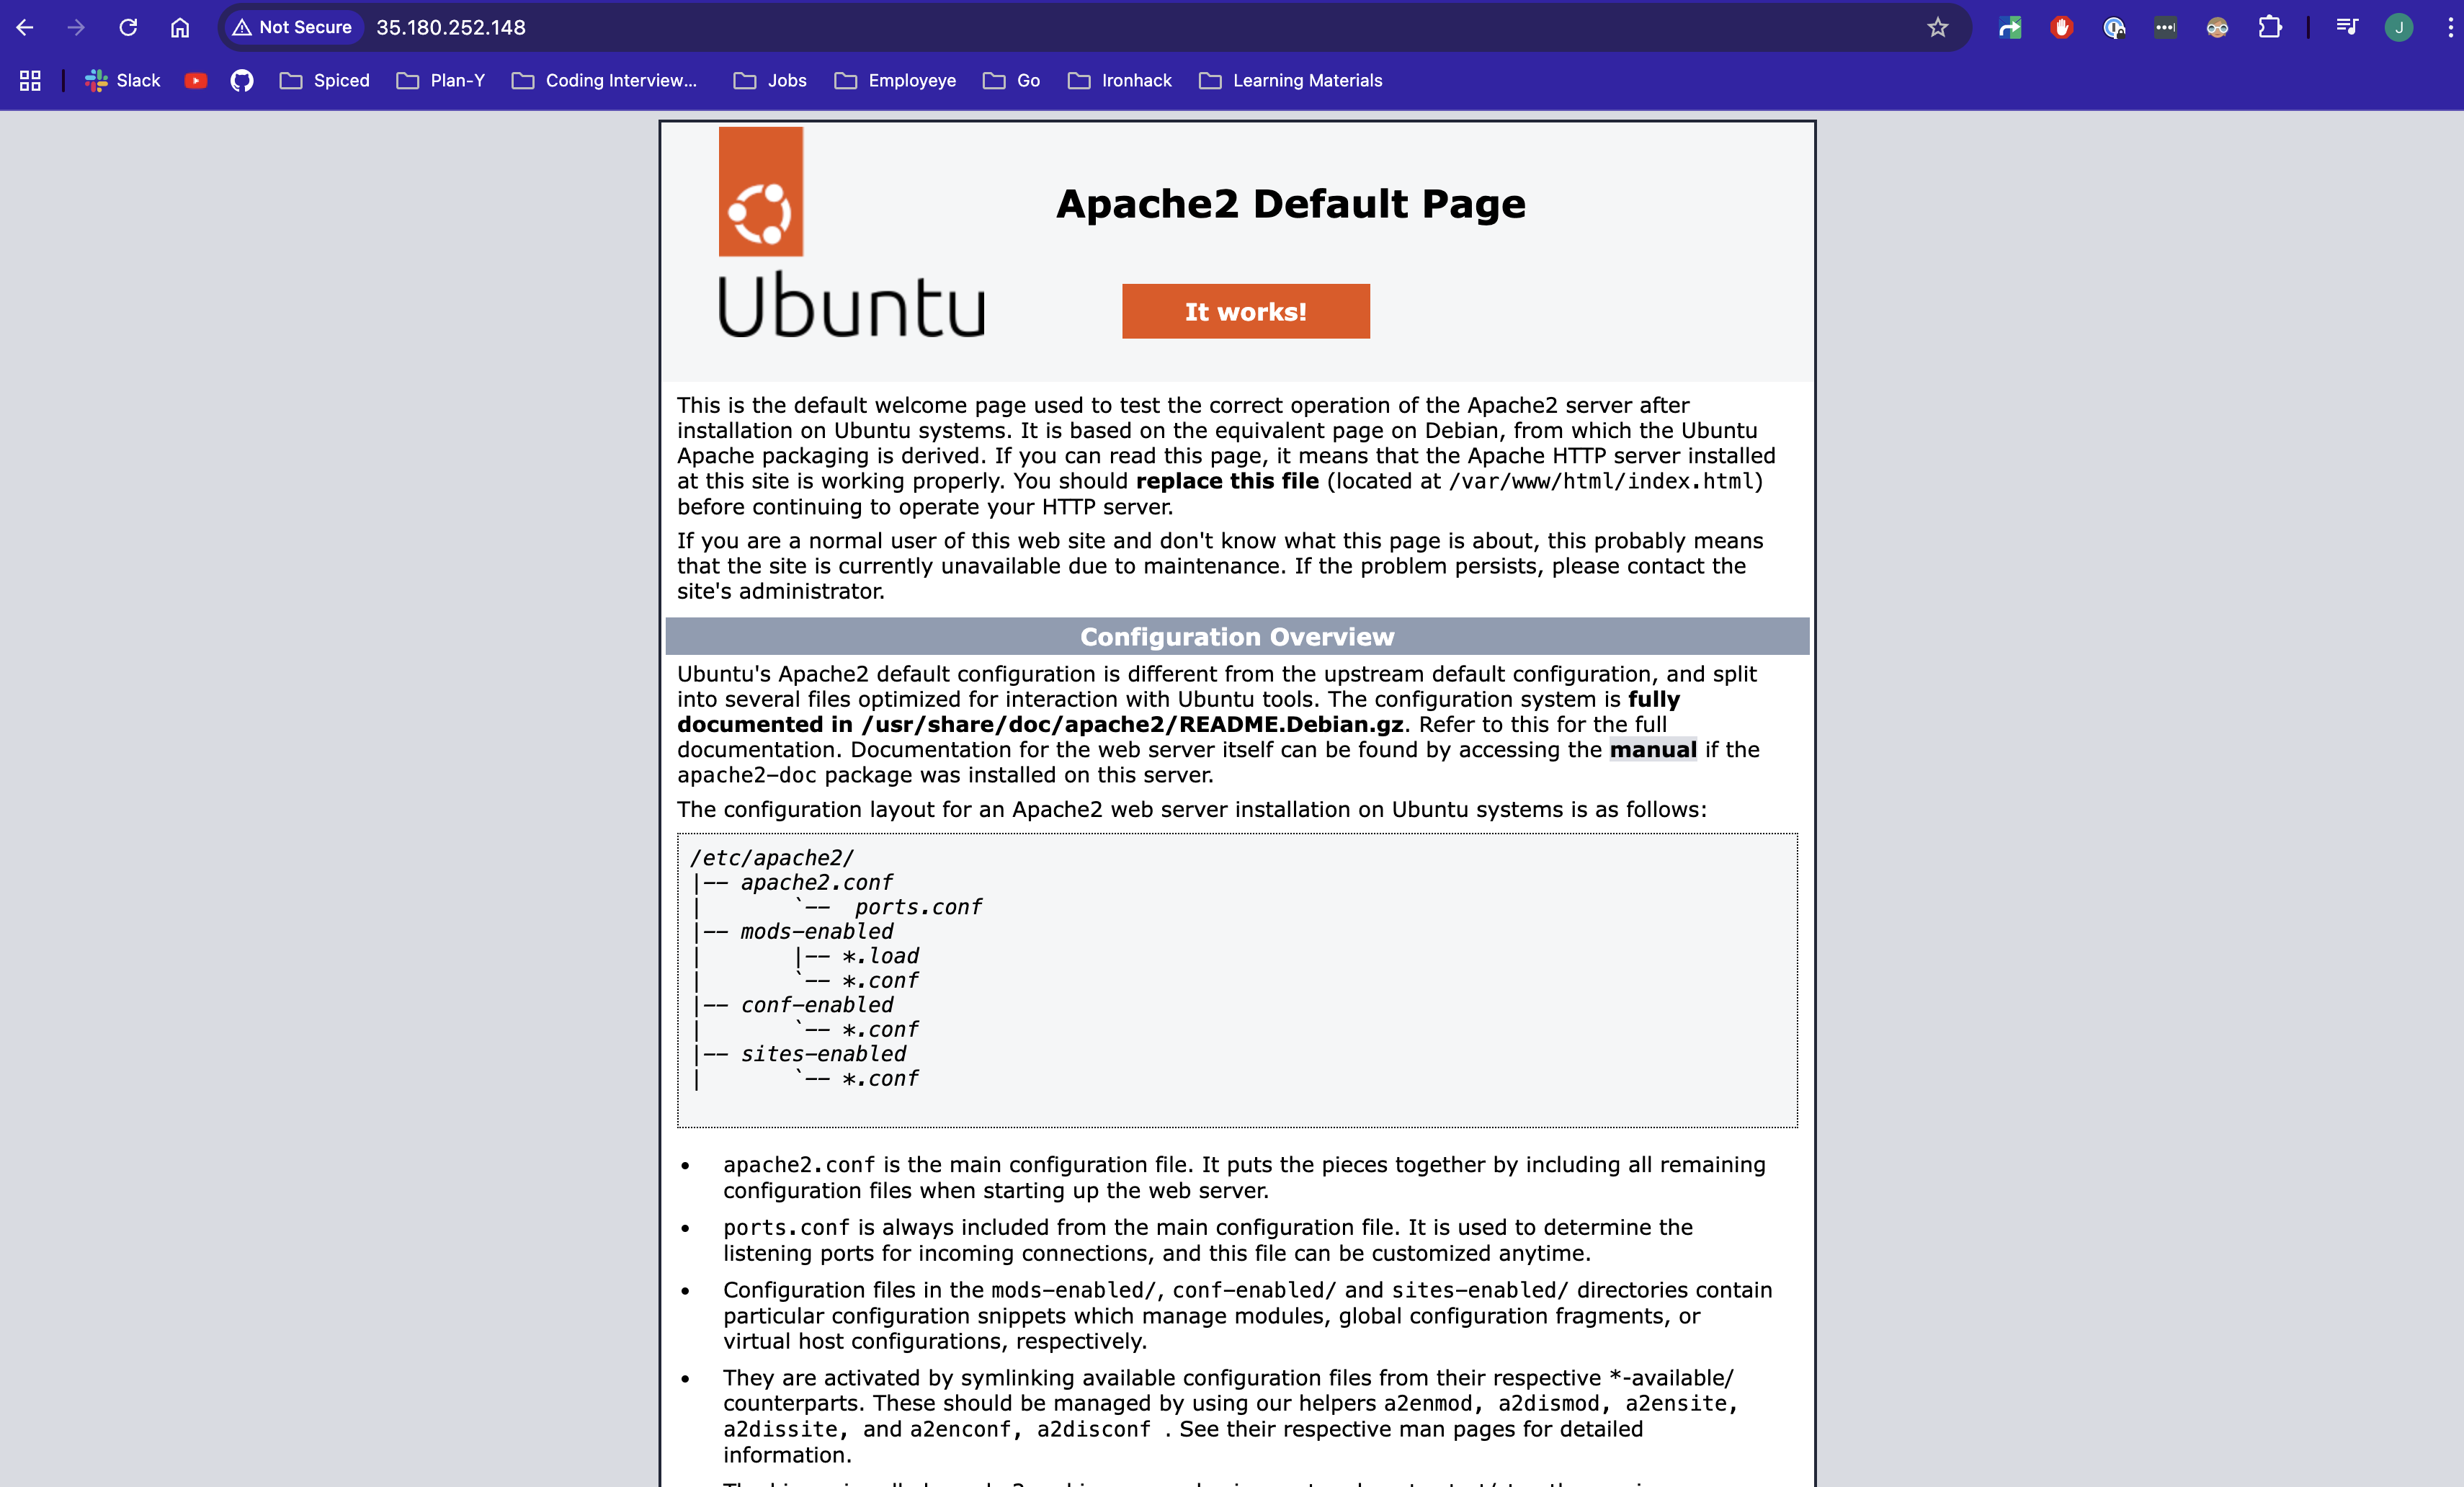 Not Secure 35.180.252.148
J
Slack Spiced Plan-Y Coding Interview... Jobs Employeye Go Ironhack Learning Materials
Ubuntu
Apache2 Default Page
It works!
This is the default welcome page used to test the correct operation of the Apache2 server after
installation on Ubuntu systems. It is based on the equivalent page on Debian, from which the Ubuntu
Apache packaging is derived. If you can read this page, it means that the Apache HTTP server installed
at this site is working properly. You should replace this file (located at /var/www/html/index.html)
before continuing to operate your HTTP server.
If you are a normal user of this web site and don't know what this page is about, this probably means
that the site is currently unavailable due to maintenance. If the problem persists, please contact the
site's administrator.
Configuration Overview
Ubuntu's Apache2 default configuration is different from the upstream default configuration, and split
into several files optimized for interaction with Ubuntu tools. The configuration system is fully
documented in /usr/share/doc/apache2/README.Debian.gz. Refer to this for the full
documentation. Documentation for the web server itself can be found by accessing the manual if the
apache2-doc package was installed on this server.
The configuration layout for an Apache2 web server installation on Ubuntu systems is as follows:
/etc/apache2/
|-- apache2.conf
|       `--  ports.conf
|-- mods-enabled
|       |-- *.load
|       `-- *.conf
|-- conf-enabled
|       `-- *.conf
|-- sites-enabled
|       `-- *.conf
• apache2.conf is the main configuration file. It puts the pieces together by including all remaining
configuration files when starting up the web server.
• ports.conf is always included from the main configuration file. It is used to determine the
listening ports for incoming connections, and this file can be customized anytime.
• Configuration files in the mods-enabled/, conf-enabled/ and sites-enabled/ directories contain
particular configuration snippets which manage modules, global configuration fragments, or
virtual host configurations, respectively.
• They are activated by symlinking available configuration files from their respective *-available/
counterparts. These should be managed by using our helpers a2enmod, a2dismod, a2ensite,
a2dissite, and a2enconf, a2disconf . See their respective man pages for detailed
information.